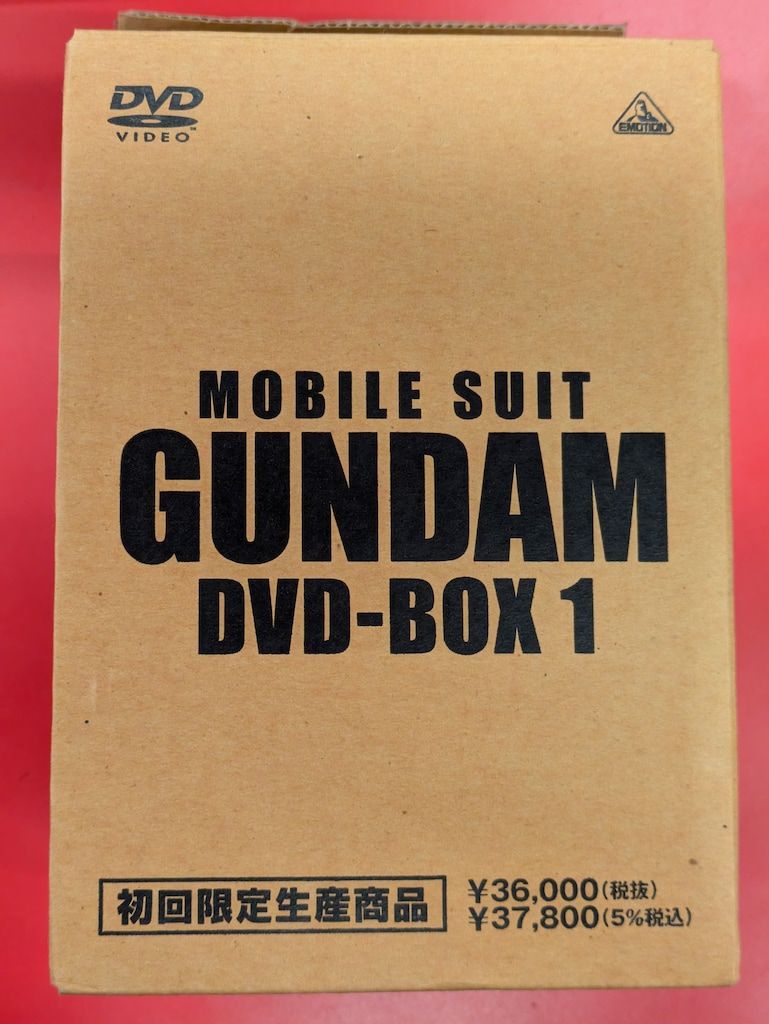 DVD
VIDEO™
EMOTION
MOBILE SUIT
GUNDAM
DVD-BOX 1
初回限定生産商品
¥36,000(税抜)
¥37,800(5%税込)